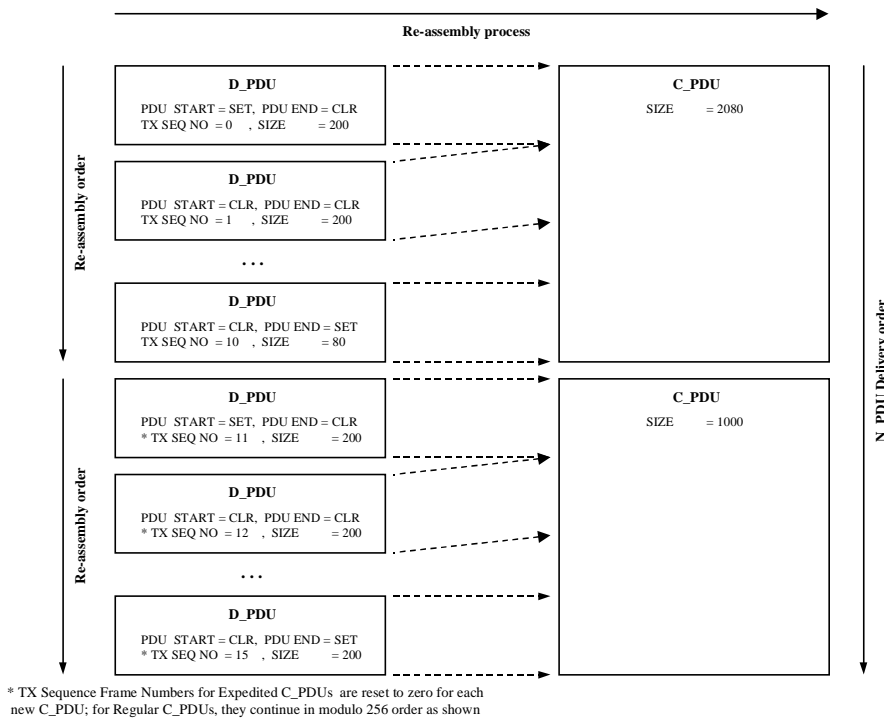 Re-assembly process
Re-assembly order
D_PDU
PDU START = SET, PDU END = CLR
TX SEQ NO = 0 , SIZE = 200
D_PDU
PDU START = CLR, PDU END = CLR
TX SEQ NO = 1 , SIZE = 200
. . .
D_PDU
PDU START = CLR, PDU END = SET
TX SEQ NO = 10 , SIZE = 80
C_PDU
SIZE = 2080
Re-assembly order
D_PDU
PDU START = SET, PDU END = CLR
* TX SEQ NO = 11 , SIZE = 200
D_PDU
PDU START = CLR, PDU END = CLR
* TX SEQ NO = 12 , SIZE = 200
. . .
D_PDU
PDU START = CLR, PDU END = SET
* TX SEQ NO = 15 , SIZE = 200
C_PDU
SIZE = 1000
N_PDU Delivery order
* TX Sequence Frame Numbers for Expedited C_PDUs are reset to zero for each
new C_PDU; for Regular C_PDUs, they continue in modulo 256 order as shown